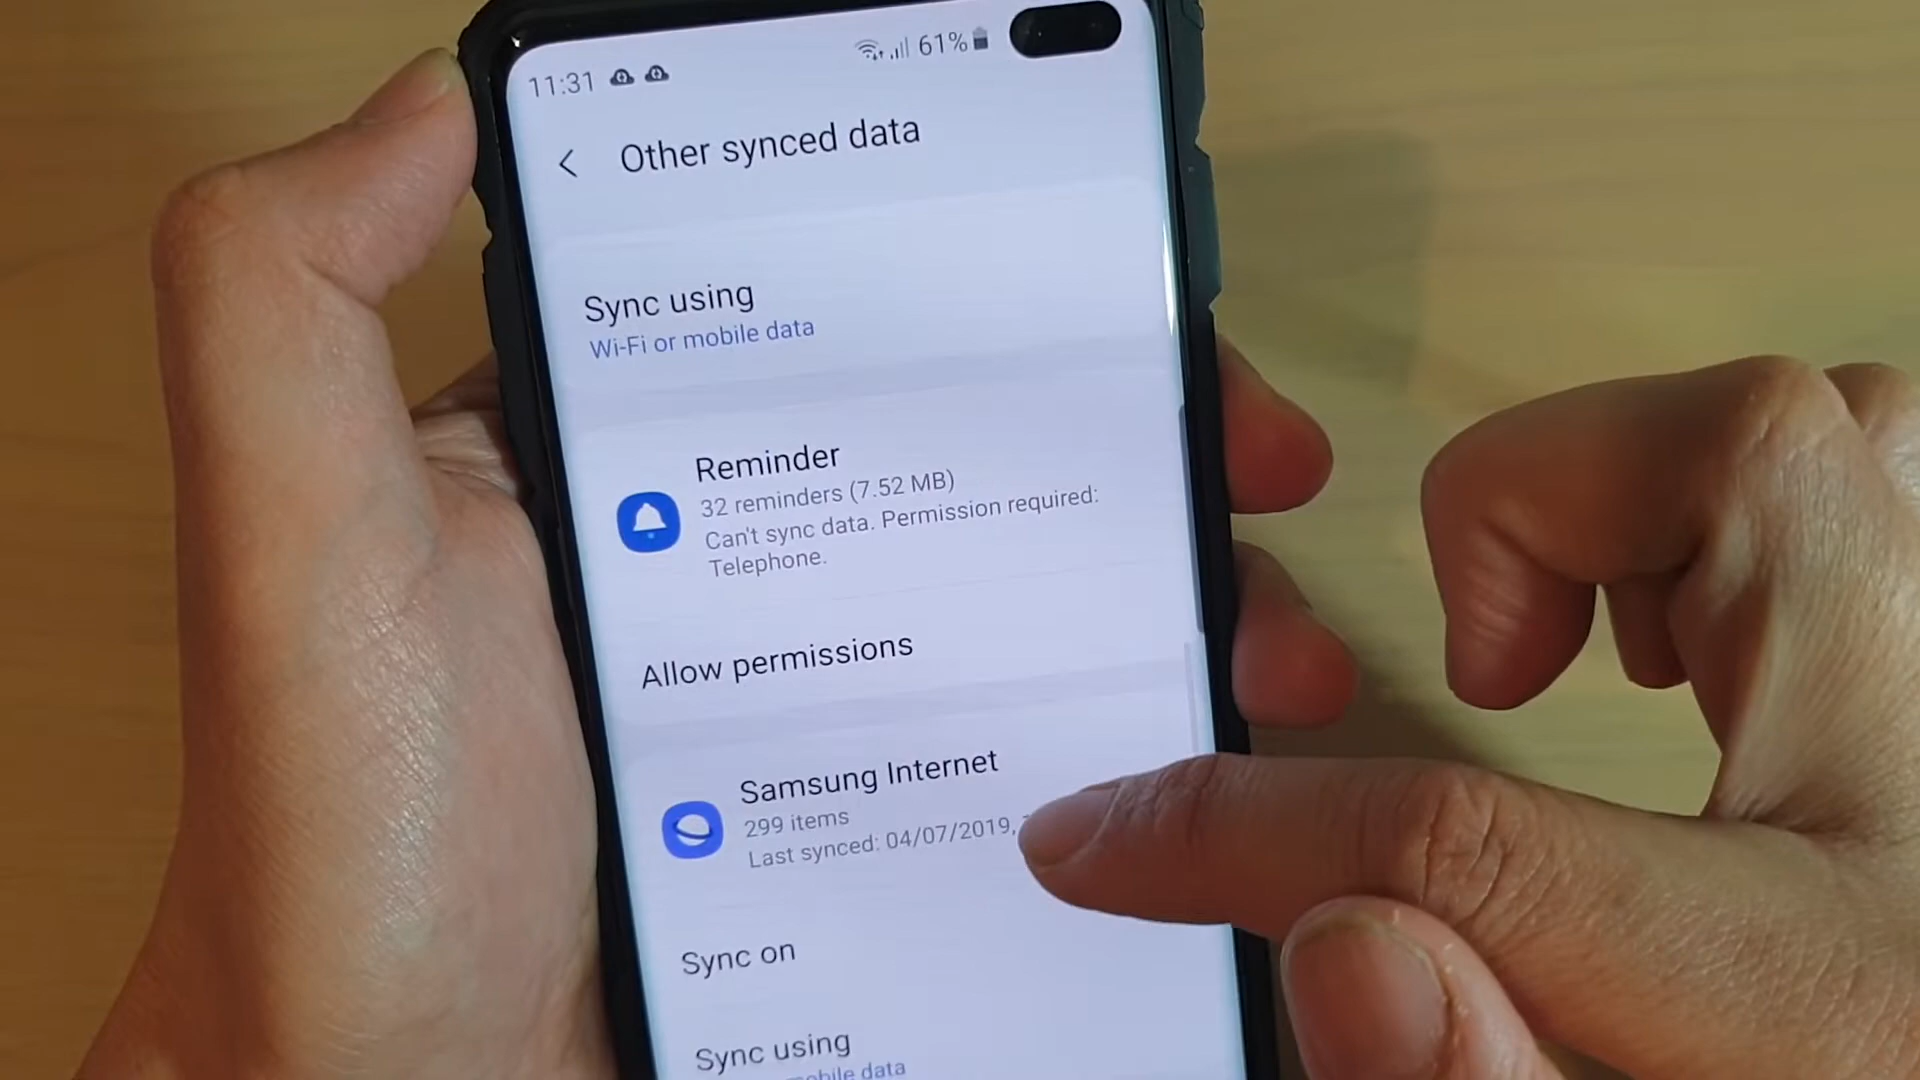 11:31
61%
Other synced data
Sync using
Wi-Fi or mobile data
Reminder
32 reminders (7.52 MB)
Can't sync data. Permission required:
Telephone.
Allow permissions
Samsung Internet
299 items
Last synced: 04/07/2019,
Sync on
Sync using
mobile data